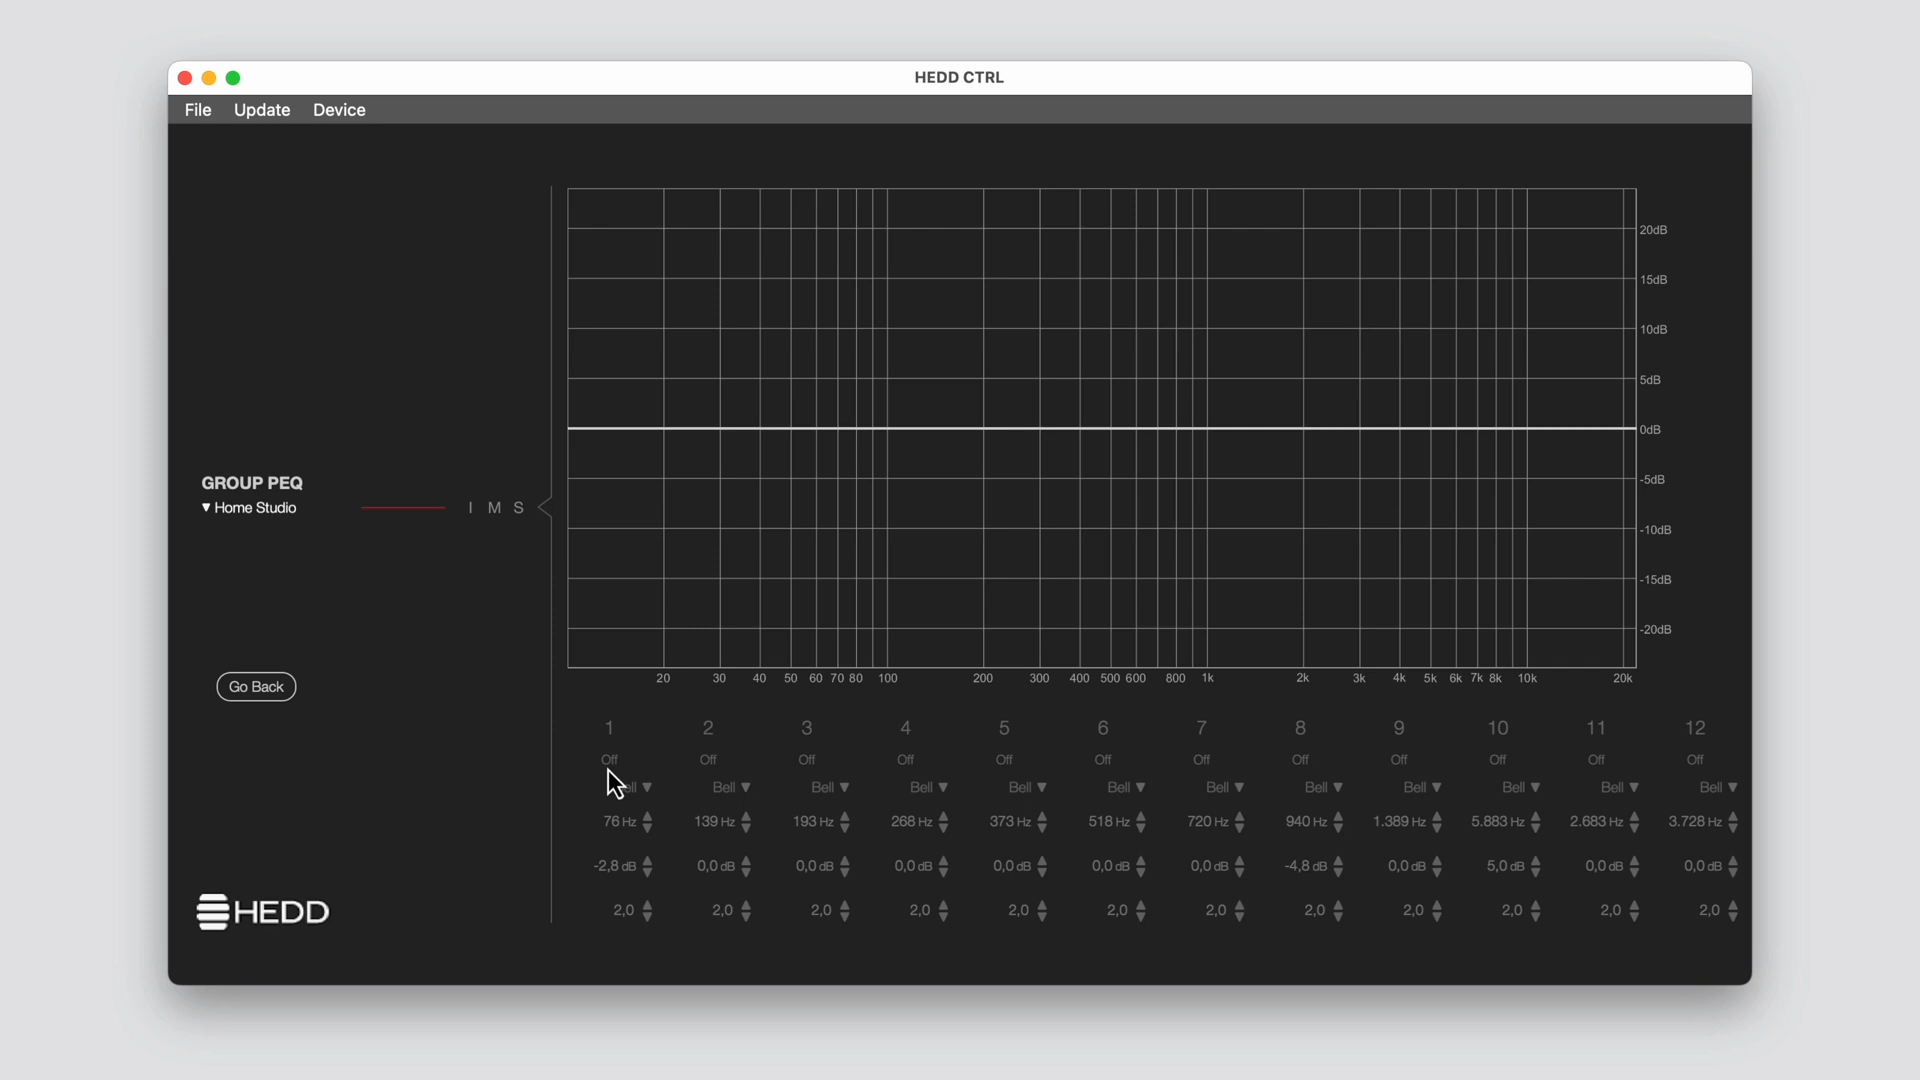 HEDD CTRL
File Update Device
20dB
15dB
10dB
5dB
0dB
-5dB
-10dB
-15dB
-20dB
GROUP PEQ
▼ Home Studio I M S
Go Back
20 30 40 50 60 70 80 100 200 300 400 500 600 800 1k 2k 3k 4k 5k 6k 7k 8k 10k 20k
1 2 3 4 5 6 7 8 9 10 11 12
Off Off Off Off Off Off Off Off Off Off Off Off
Bell Bell Bell Bell Bell Bell Bell Bell Bell Bell Bell
76 Hz 139 Hz 193 Hz 268 Hz 373 Hz 518 Hz 720 Hz 940 Hz 1.389 Hz 5.883 Hz 2.683 Hz 3.728 Hz
-2,8 dB 0,0 dB 0,0 dB 0,0 dB 0,0 dB 0,0 dB 0,0 dB -4,8 dB 0,0 dB 5,0 dB 0,0 dB 0,0 dB
2,0 2,0 2,0 2,0 2,0 2,0 2,0 2,0 2,0 2,0 2,0 2,0
HEDD